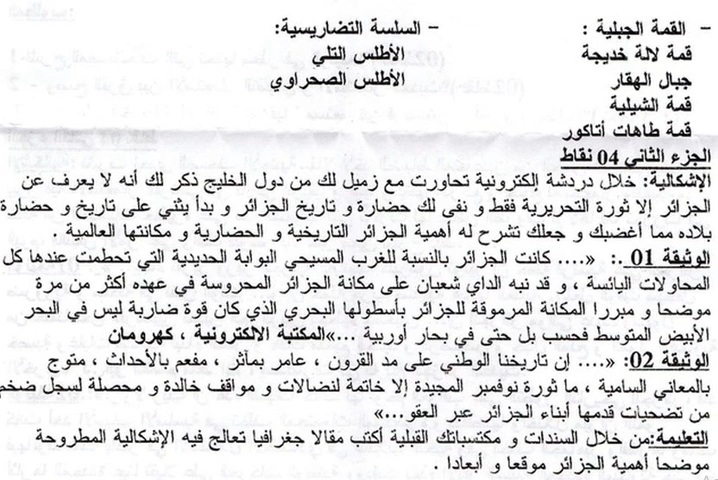 - القمة الجبلية :
قمة لالة خديجة
جبال الهقار
قمة الشيلية
قمة طاهات أتاكور
- السلسة التضاريسية:
الأطلس التلي
الأطلس الصحراوي
الجزء الثاني 04 نقاط
الإشكالية: خلال دردشة إلكترونية تحاورت مع زميل لك من دول الخليج ذكر لك أنه لا يعرف عن
الجزائر إلا ثورة التحريرية فقط و نفى لك حضارة و تاريخ الجزائر و بدأ يثني على تاريخ و حضارة
بلاده مما أغضبك و جعلك تشرح له أهمية الجزائر التاريخية و الحضارية و مكانتها العالمية .
الوثيقة 01 .: «.... كانت الجزائر بالنسبة للغرب المسيحي البوابة الحديدية التي تحطمت عندها كل
المحاولات اليائسة ، و قد نبه الداي شعبان على مكانة الجزائر المحروسة في عهده أكثر من مرة
موضحا و مبررا المكانة المرموقة للجزائر بأسطولها البحري الذي كان قوة ضاربة ليس في البحر
الأبيض المتوسط فحسب بل حتى في بحار أوربية ...»المكتبة الالكترونية ، كهرومان
الوثيقة 02: «.... إن تاريخنا الوطني على مد القرون ، عامر بمآثر ، مفعم بالأحداث ، متوج
بالمعاني السامية ، ما ثورة نوفمبر المجيدة إلا خاتمة لنضالات و مواقف خالدة و محصلة لسجل ضخم
من تضحيات قدمها أبناء الجزائر عبر العقو...»
التعليمة:من خلال السندات و مكتسباتك القبلية أكتب مقالا جغرافيا تعالج فيه الإشكالية المطروحة
موضحا أهمية الجزائر موقعا و أبعادا .